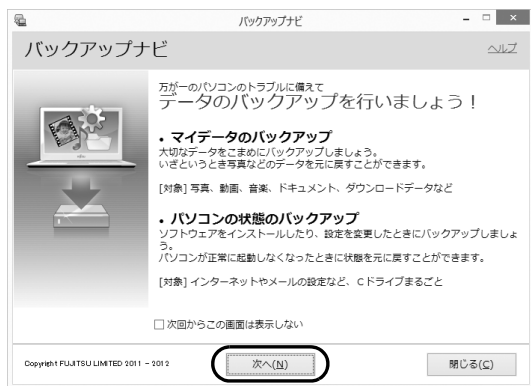 バックアップナビ
バックアップナビ
ヘルプ
万が一のパソコンのトラブルに備えて
データのバックアップを行いましょう！
・マイデータのバックアップ
大切なデータをこまめにバックアップしましょう。
いざというとき写真などのデータを元に戻すことができます。
[対象] 写真、動画、音楽、ドキュメント、ダウンロードデータなど
・パソコンの状態のバックアップ
ソフトウェアをインストールしたり、設定を変更したときにバックアップしましょ
う。
パソコンが正常に起動しなくなったときに状態を元に戻すことができます。
[対象] インターネットやメールの設定など、Cドライブまるごと
次回からこの画面は表示しない
Copyright FUJITSU LIMITED 2011 - 2012
次へ(N)
閉じる(C)